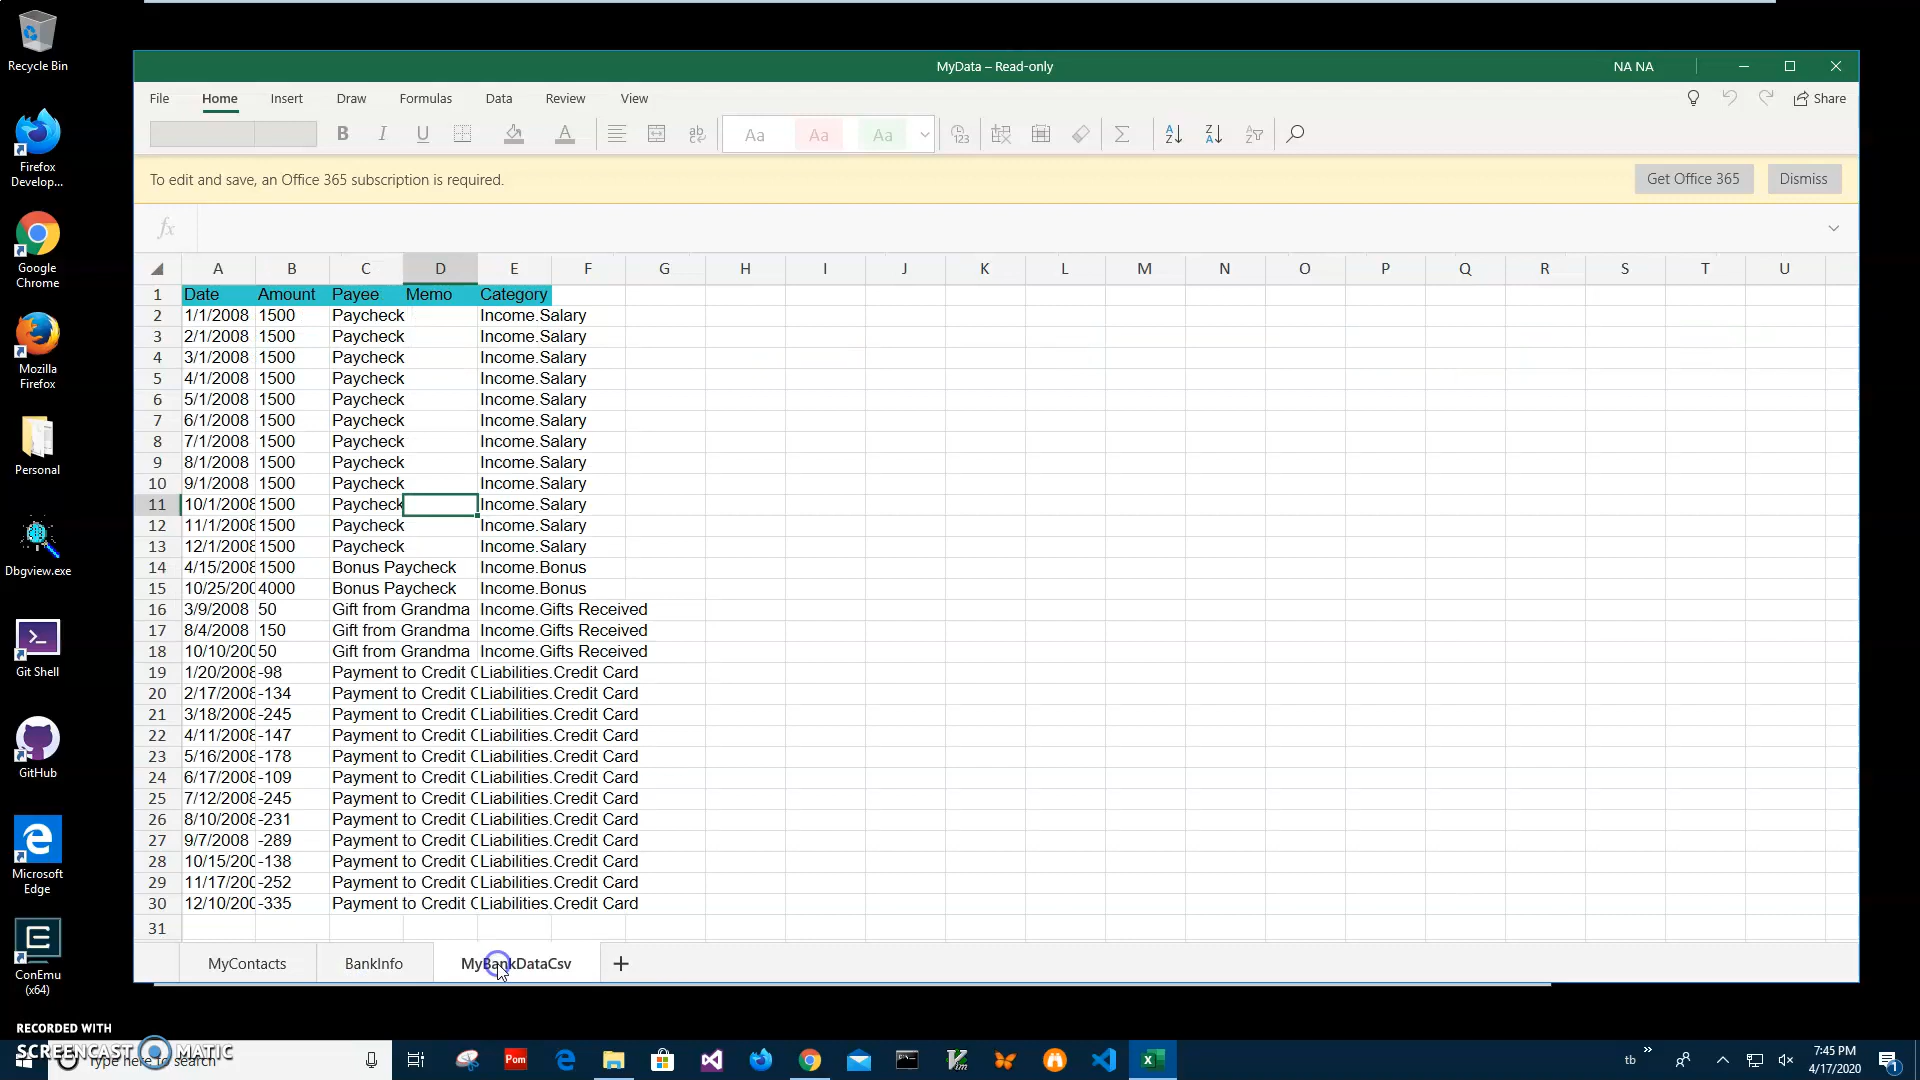 Recycle Bin
Firefox
Develop...
Google
Chrome
Mozilla
Firefox
Personal
Dbgview.exe
Git Shell
GitHub
Microsoft
Edge
ConEmu
(x64)
MyData – Read-only
NA NA
File Home Insert Draw Formulas Data Review View
Share
B I U A ab Aa Aa Aa 123 Σ A Z Z A
To edit and save, an Office 365 subscription is required.
Get Office 365 Dismiss
fx
A B C D E F G H I J K L M N O P Q R S T U
1 Date Amount Payee Memo Category
2 1/1/2008 1500 Paycheck Income.Salary
3 2/1/2008 1500 Paycheck Income.Salary
4 3/1/2008 1500 Paycheck Income.Salary
5 4/1/2008 1500 Paycheck Income.Salary
6 5/1/2008 1500 Paycheck Income.Salary
7 6/1/2008 1500 Paycheck Income.Salary
8 7/1/2008 1500 Paycheck Income.Salary
9 8/1/2008 1500 Paycheck Income.Salary
10 9/1/2008 1500 Paycheck Income.Salary
11 10/1/2008 1500 Paycheck Income.Salary
12 11/1/2008 1500 Paycheck Income.Salary
13 12/1/2008 1500 Paycheck Income.Salary
14 4/15/2008 1500 Bonus Paycheck Income.Bonus
15 10/25/200 4000 Bonus Paycheck Income.Bonus
16 3/9/2008 50 Gift from Grandma Income.Gifts Received
17 8/4/2008 150 Gift from Grandma Income.Gifts Received
18 10/10/200 50 Gift from Grandma Income.Gifts Received
19 1/20/2008 -98 Payment to Credit C Liabilities.Credit Card
20 2/17/2008 -134 Payment to Credit C Liabilities.Credit Card
21 3/18/2008 -245 Payment to Credit C Liabilities.Credit Card
22 4/11/2008 -147 Payment to Credit C Liabilities.Credit Card
23 5/16/2008 -178 Payment to Credit C Liabilities.Credit Card
24 6/17/2008 -109 Payment to Credit C Liabilities.Credit Card
25 7/12/2008 -245 Payment to Credit C Liabilities.Credit Card
26 8/10/2008 -231 Payment to Credit C Liabilities.Credit Card
27 9/7/2008 -289 Payment to Credit C Liabilities.Credit Card
28 10/15/200 -138 Payment to Credit C Liabilities.Credit Card
29 11/17/200 -252 Payment to Credit C Liabilities.Credit Card
30 12/10/200 -335 Payment to Credit C Liabilities.Credit Card
31
MyContacts BankInfo MyBankDataCsv +
RECORDED WITH
SCREENCAST MATIC
Type here to search
Pom
tb
7:45 PM
4/17/2020
1